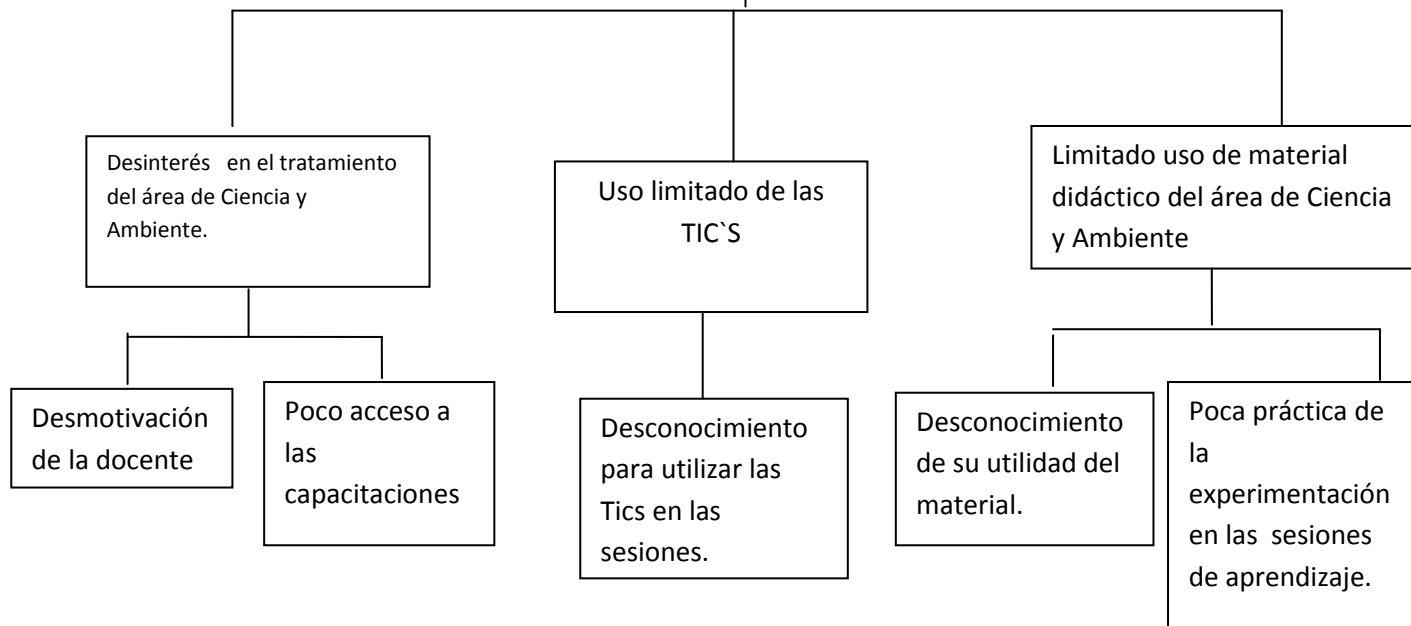 Desinterés en el tratamiento
del área de Ciencia y
Ambiente.
Uso limitado de las
TIC`S
Limitado uso de material
didáctico del área de Ciencia
y Ambiente
Desmotivación
de la docente
Poco acceso a
las
capacitaciones
Desconocimiento
para utilizar las
Tics en las
sesiones.
Desconocimiento
de su utilidad del
material.
Poca práctica de
la
experimentación
en las sesiones
de aprendizaje.